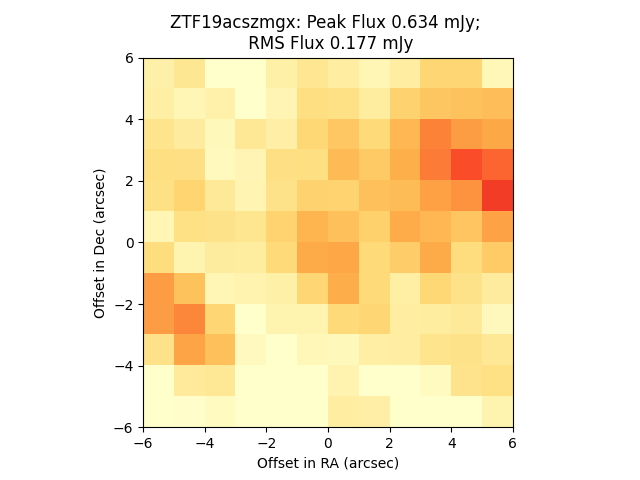 ZTF19acszmgx: Peak Flux 0.634 mJy;
RMS Flux 0.177 mJy
6
4
2
0
−2
−4
−6
Offset in Dec (arcsec)
−6 −4 −2 0 2 4 6
Offset in RA (arcsec)